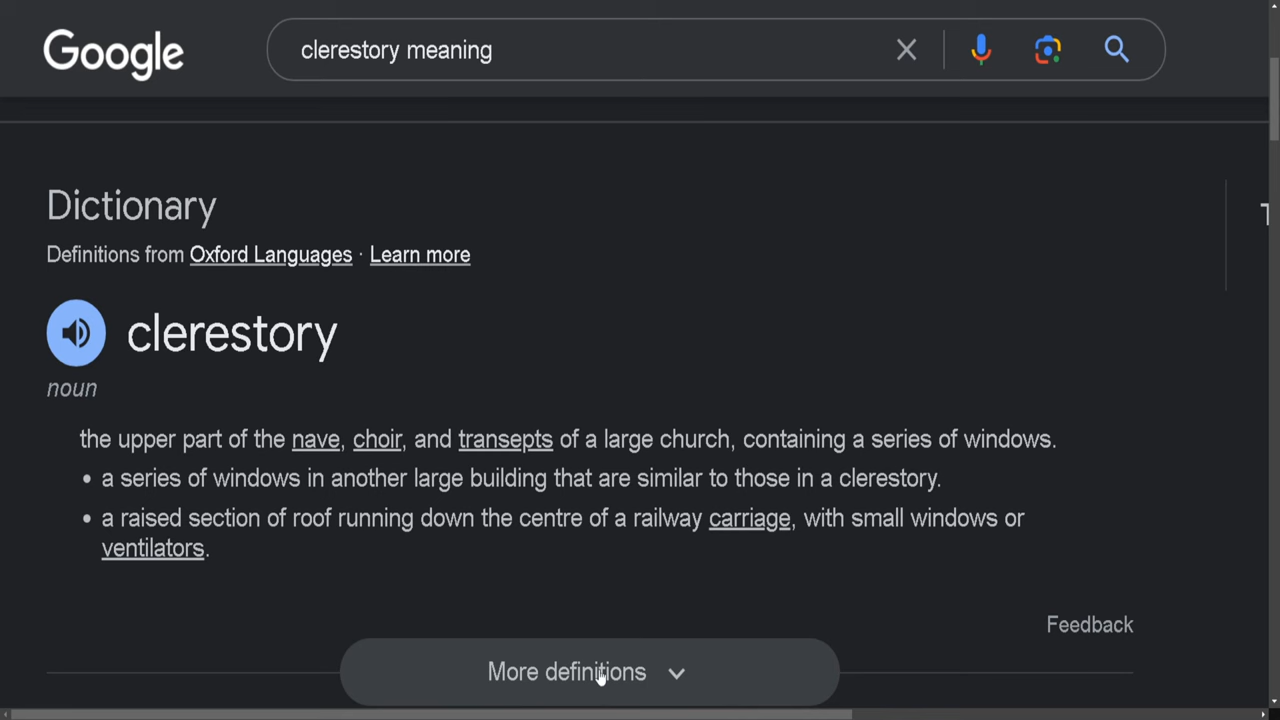 Google
clerestory meaning
Dictionary
Definitions from Oxford Languages · Learn more
clerestory
noun
the upper part of the nave, choir, and transepts of a large church, containing a series of windows.
• a series of windows in another large building that are similar to those in a clerestory.
• a raised section of roof running down the centre of a railway carriage, with small windows or
ventilators.
Feedback
More definitions